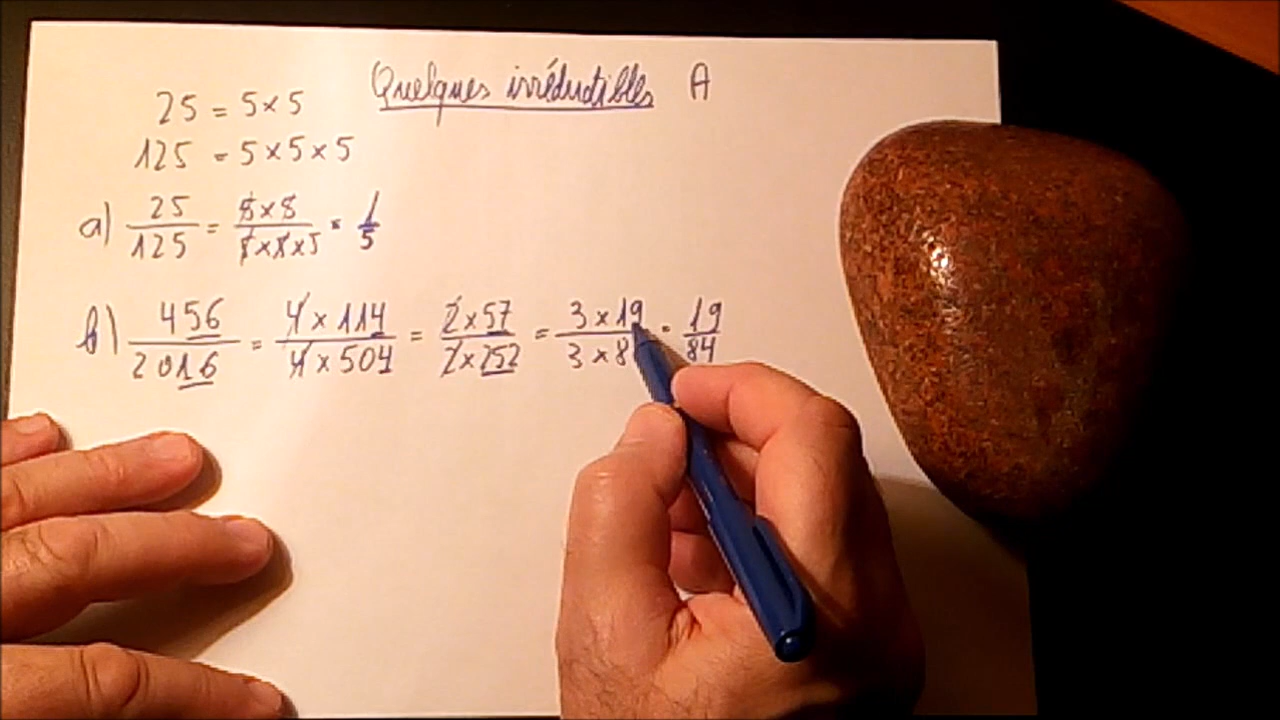 Quelques irréductibles A
25 = 5 × 5
125 = 5 × 5 × 5
a) 25/125 = 5 × 5 / 5 × 5 × 5 = 1/5
b) 456/2016 = 4 × 114 / 4 × 504 = 2 × 57 / 2 × 252 = 3 × 19 / 3 × 8 = 19/84